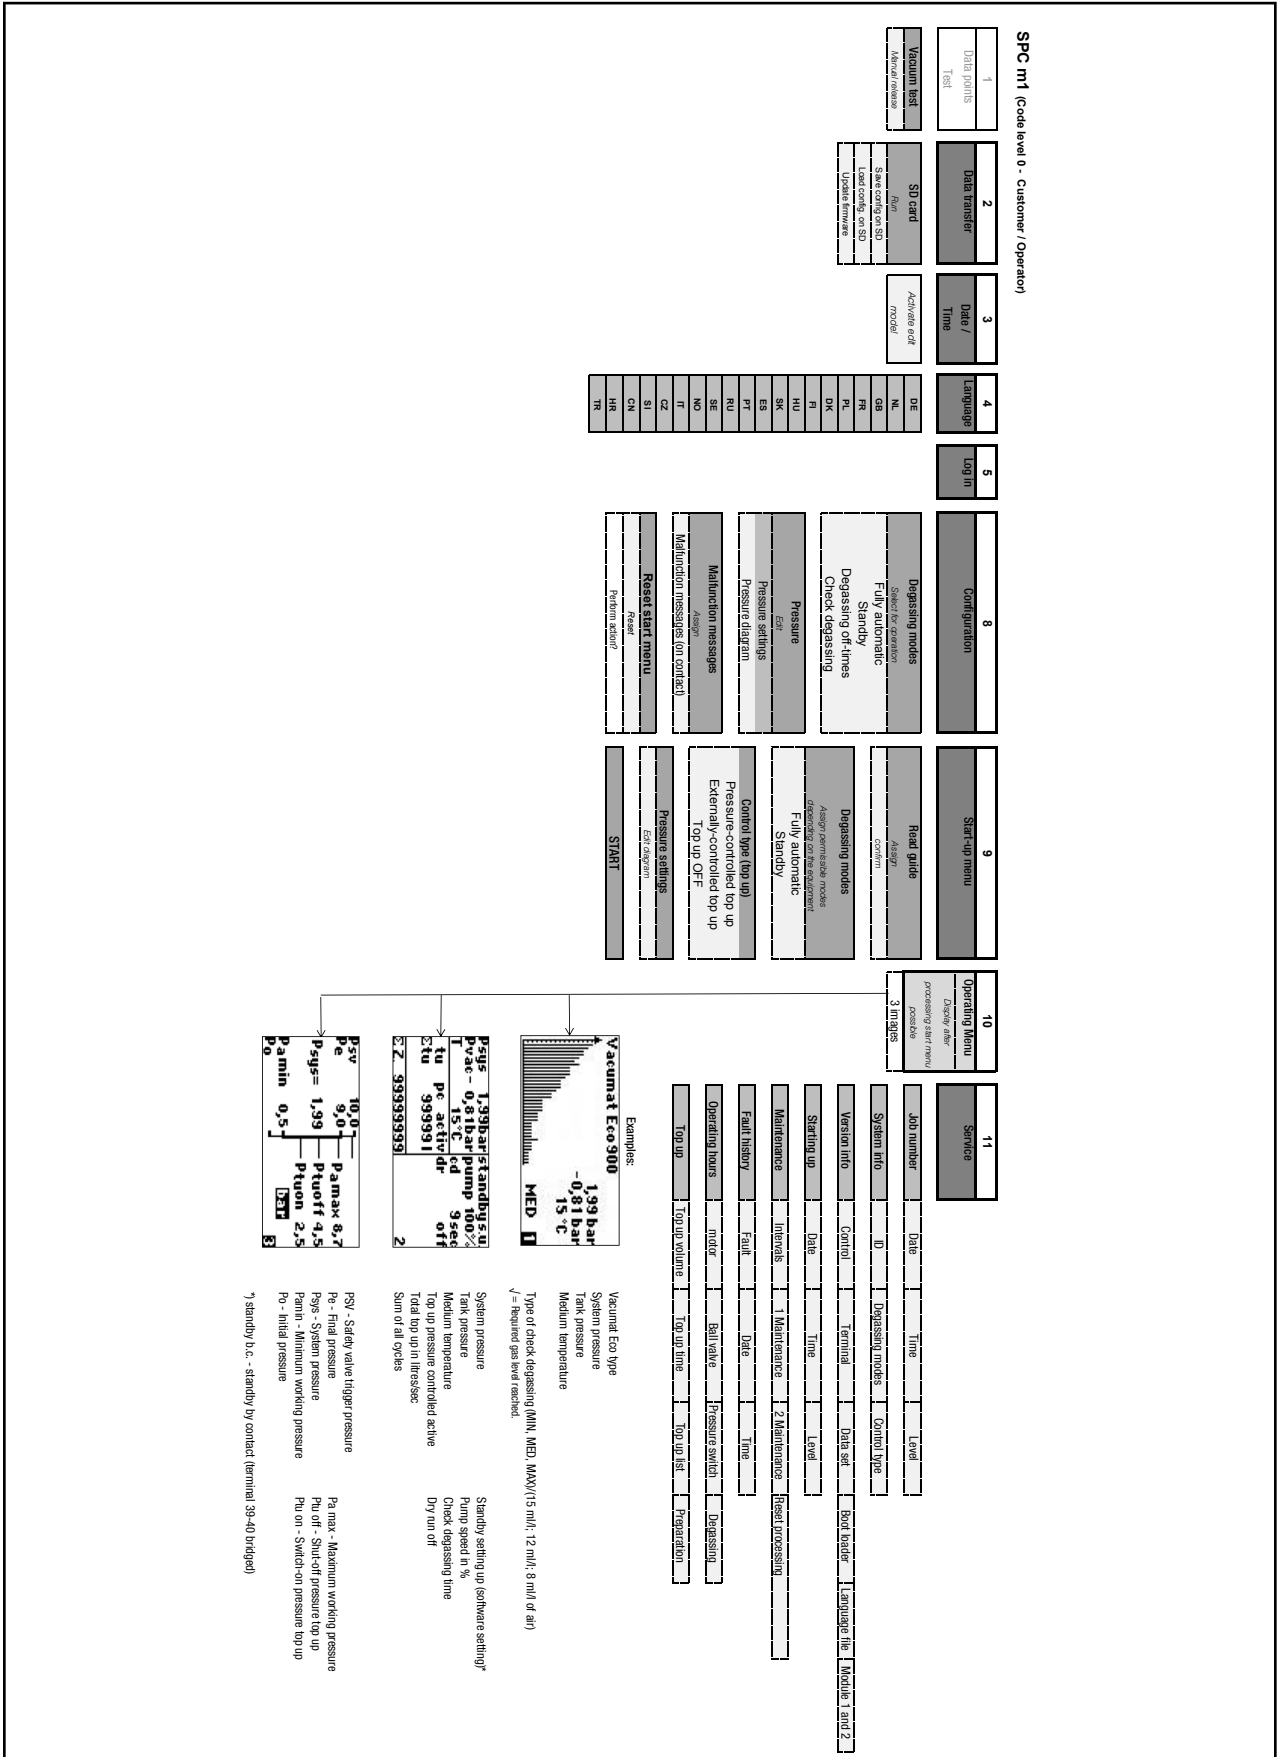 SPC m1 (Code level 0 - Customer / Operator)
1
Data points
Test
Vacuum test
Manual release
2
Data transfer
SD card
Run
Save config on SD
Load config. on SD
Update firmware
3
Date /
Time
Activate edit
mode!
4
Language
DE
NL
GB
FR
PL
DK
FI
HU
SK
ES
PT
RU
SE
NO
IT
CZ
SI
CN
HR
TR
5
Log in
8
Configuration
Degassing modes
Select for operation
Fully automatic
Standby
Degassing off-times
Check degassing
Pressure
Edit
Pressure settings
Pressure diagram
Malfunction messages
Assign
Malfunction messages (on contact)
Reset start menu
Reset
Perform action?
9
Start-up menu
Read guide
Assign
confirm
Degassing modes
Assign permissible modes
depending on the equipment
Fully automatic
Standby
Control type (top up)
Pressure-controlled top up
Externally-controlled top up
Top up OFF
Pressure settings
Edit diagram
START
10
Operating Menu
Display after
processing start menu
possible
3 images
11
Service
Job number Date Time Level
System info ID Degassing modes Control type
Version info Control Terminal Data set Boot loader Language file Module 1 and 2
Starting up Date Time Level
Maintenance Intervals 1 Maintenance 2 Maintenance Reset processing
Fault history Fault Date Time
Operating hours motor Ball valve Pressure switch Degassing
Top up Top up volume Top up time Top up list Preparation
Examples:
Vacumat Eco 900
1,99 bar
-0,81 bar
15 °C
MED 1
Vacumat Eco type
System pressure
Tank pressure
Medium temperature
Type of check degassing (MIN, MED, MAX)/(15 ml/l; 12 ml/l; 8 ml/l of air)
√ = Required gas level reached.
Psys 1,99bar standby s.u
Pvac- 0,81bar pump 100%
T 15°C cd 9sec
tu pc activ dr off
Σtu 999991
ΣZ. 99999999 2
System pressure
Tank pressure
Medium temperature
Top up pressure controlled active
Total top up in litres/sec
Sum of all cycles
Standby setting up (software setting)*
Pump speed in %
Check degassing time
Dry run off
Psv 10,0
Pe 9,0 Pa max 8,7
Psys= 1,99 Ptuoff 4,5
Pa min 0,5 Ptuon 2,5
Po bar 3
PSV - Safety valve trigger pressure
Pe - Final pressure
Psys - System pressure
Pamin - Minimum working pressure
Po - Initial pressure
Pa max - Maximum working pressure
Ptu off - Shut-off pressure top up
Ptu on - Switch-on pressure top up
*) standby b.c. - standby by contact (terminal 39-40 bridged)